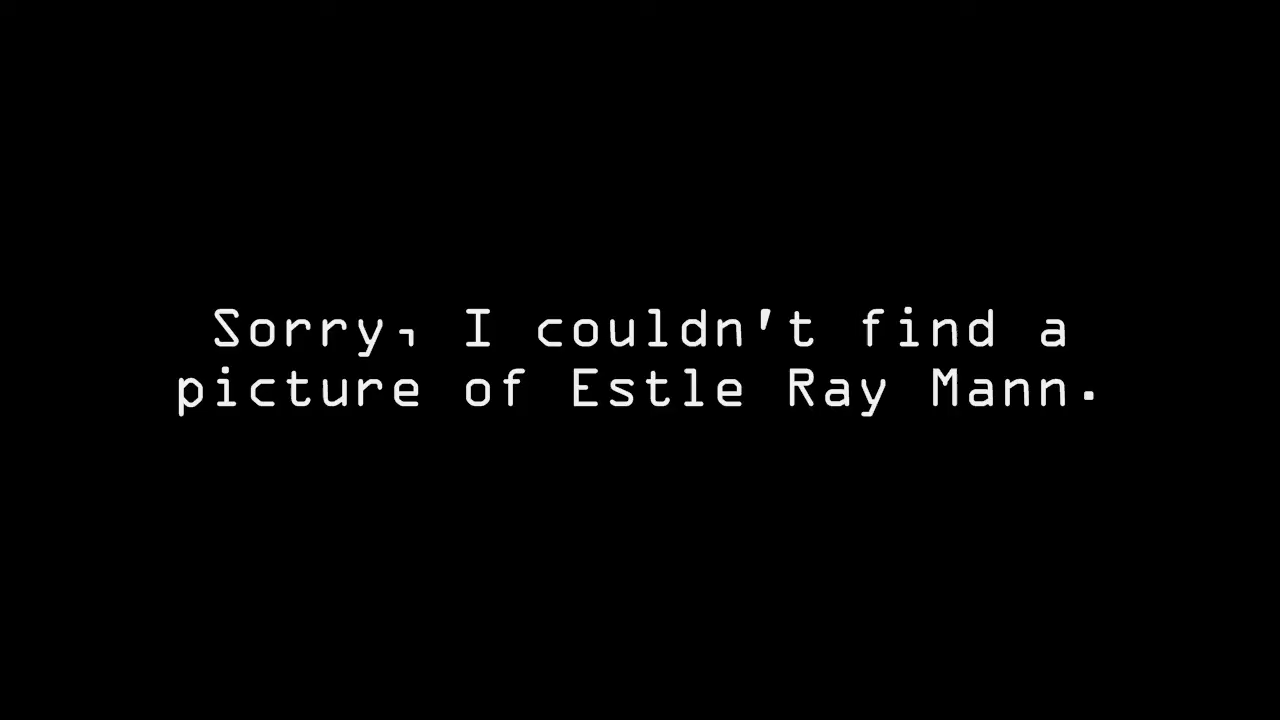 Sorry, I couldn't find a
picture of Estle Ray Mann.